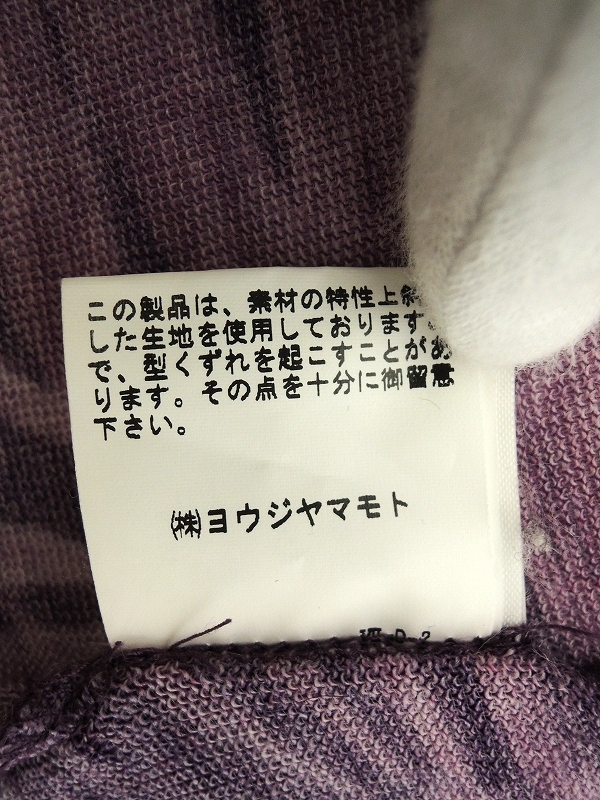 この製品は、素材の特性上斜
した生地を使用しております。
で、型くずれを起こすことがあ
ります。その点を十分に御留意
下さい。
㈱ヨウジヤマモト